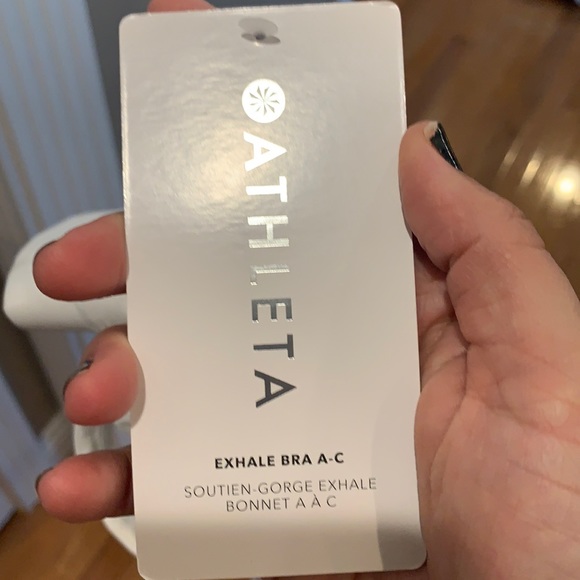 ATHLETA
EXHALE BRA A-C
SOUTIEN-GORGE EXHALE
BONNET A À C